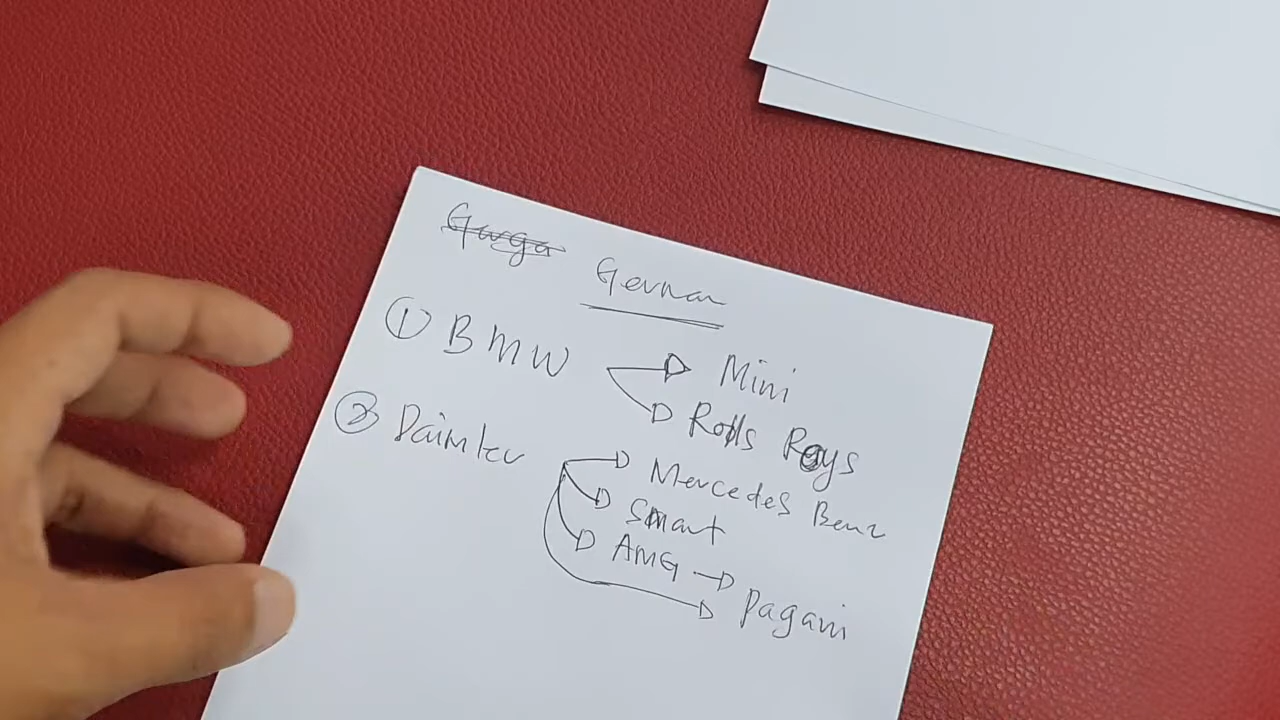 German
① BMW → Mini
→ Rolls Roys
② Daimler → Mercedes Benz
→ Smart
→ AMG → Pagani